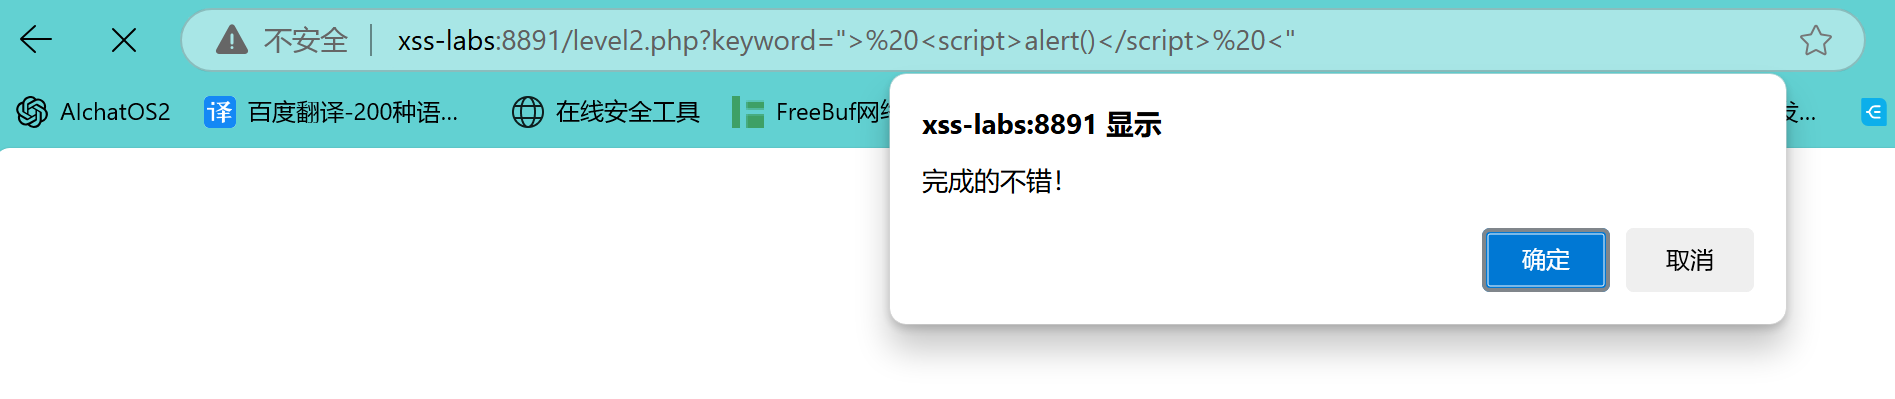 不安全 xss-labs:8891/level2.php?keyword=">%20<script>alert()</script>%20<"
AIchatOS2 译 百度翻译-200种语... 在线安全工具 FreeBuf网 ...
xss-labs:8891 显示
完成的不错!
确定 取消